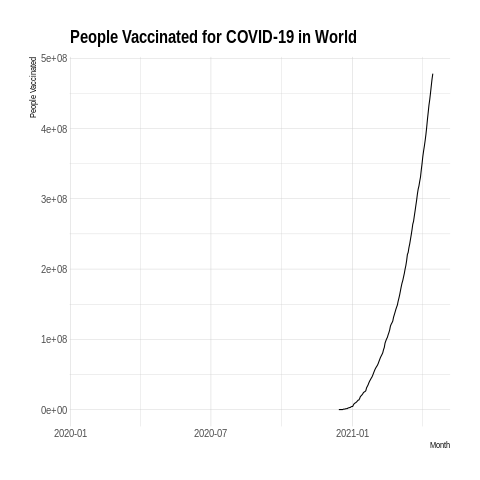 People Vaccinated for COVID-19 in World
People Vaccinated
5e+08
4e+08
3e+08
2e+08
1e+08
0e+00
2020-01 2020-07 2021-01
Month